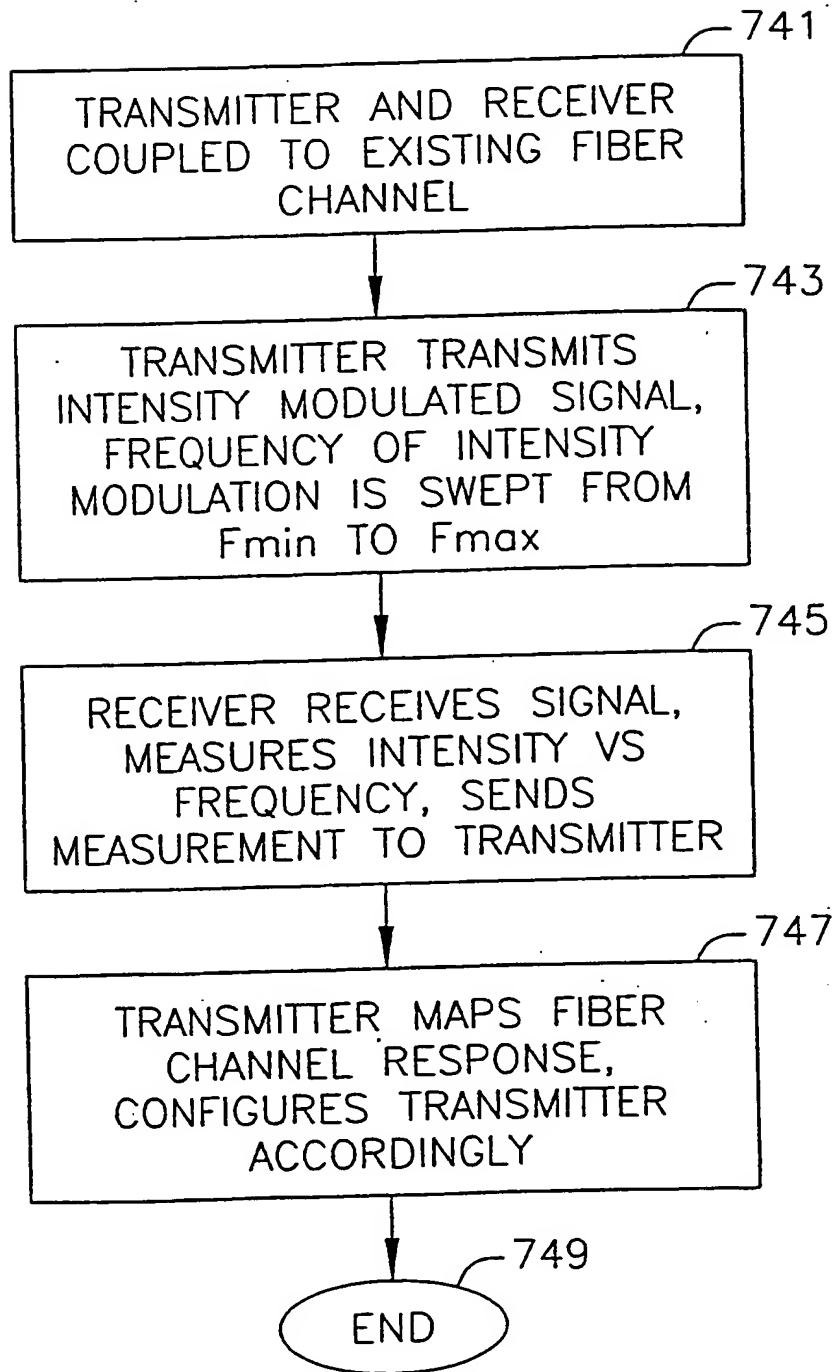 741
TRANSMITTER AND RECEIVER
COUPLED TO EXISTING FIBER
CHANNEL
743
TRANSMITTER TRANSMITS
INTENSITY MODULATED SIGNAL,
FREQUENCY OF INTENSITY
MODULATION IS SWEPT FROM
Fmin TO Fmax
745
RECEIVER RECEIVES SIGNAL,
MEASURES INTENSITY VS
FREQUENCY, SENDS
MEASUREMENT TO TRANSMITTER
747
TRANSMITTER MAPS FIBER
CHANNEL RESPONSE,
CONFIGURES TRANSMITTER
ACCORDINGLY
749
END